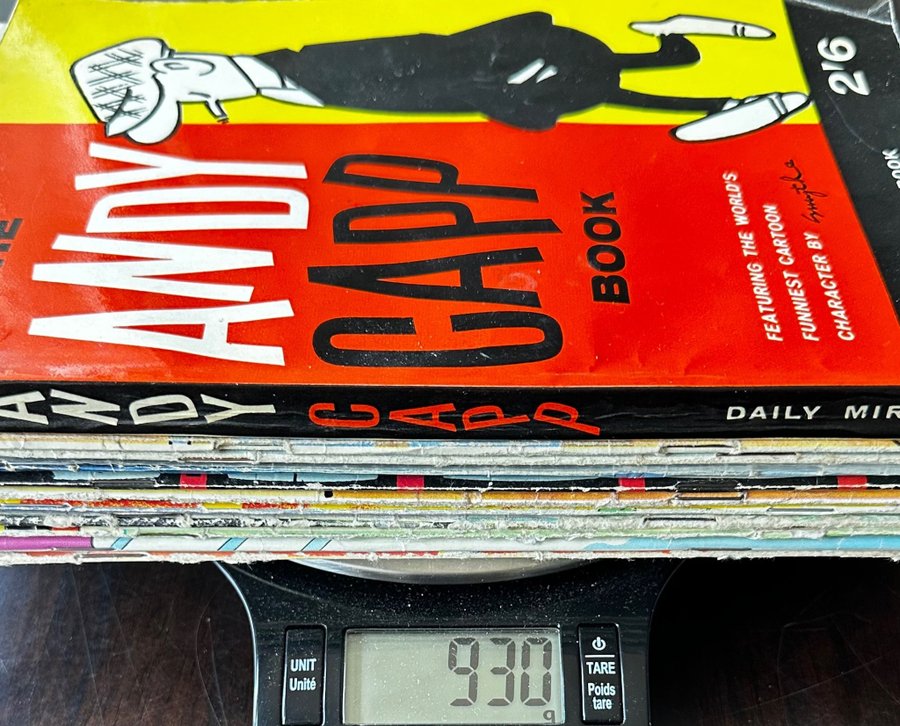 ANDY
CAPP
BOOK
2'6
FEATURING THE WORLD'S
FUNNIEST CARTOON
CHARACTER BY Smythe
BOOK
ANDY CAPP DAILY MIR
UNIT
Unité
930
g
TARE
Poids
tare